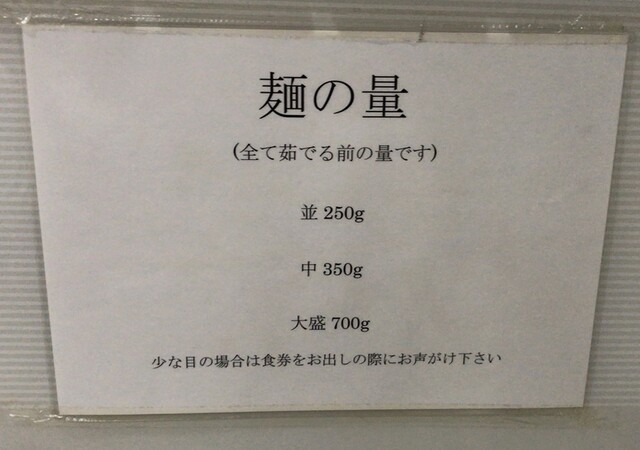 麺の量
(全て茹でる前の量です)
並 250g
中 350g
大盛 700g
少な目の場合は食券をお出しの際にお声がけ下さい